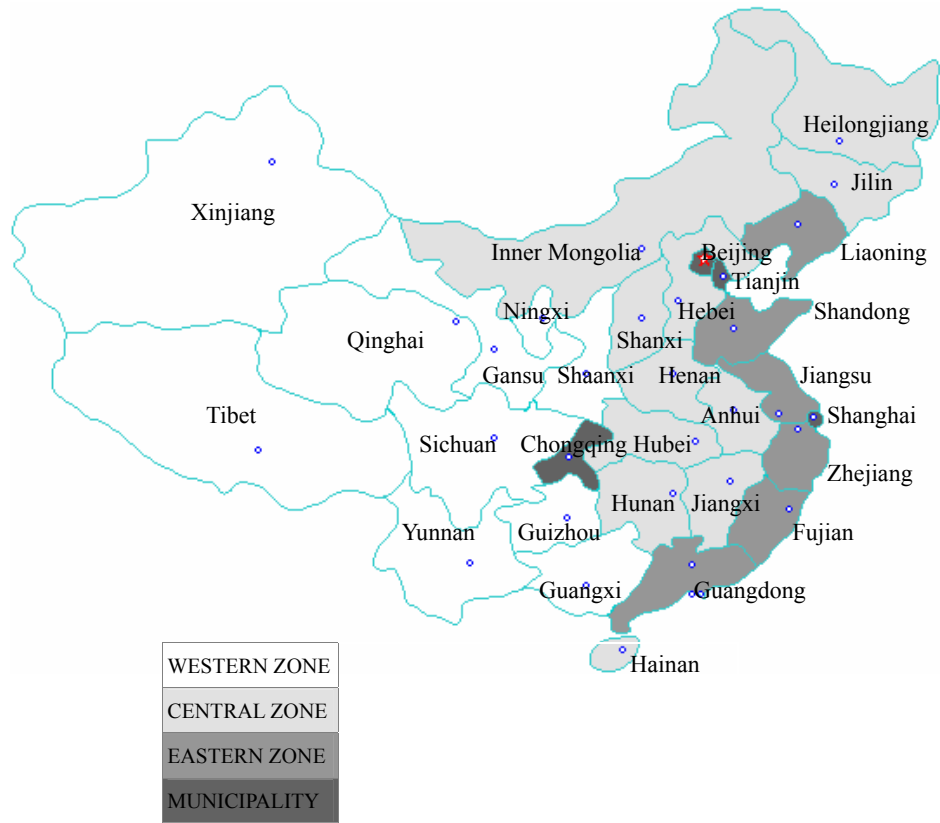 Heilongjiang
Jilin
Xinjiang
Inner Mongolia
Beijing
Liaoning
Tianjin
Ningxi
Hebei
Shandong
Qinghai
Shanxi
Gansu
Shaanxi
Henan
Jiangsu
Tibet
Anhui
Shanghai
Sichuan
Chongqing
Hubei
Zhejiang
Hunan
Jiangxi
Yunnan
Guizhou
Fujian
Guangxi
Guangdong
Hainan
WESTERN ZONE
CENTRAL ZONE
EASTERN ZONE
MUNICIPALITY